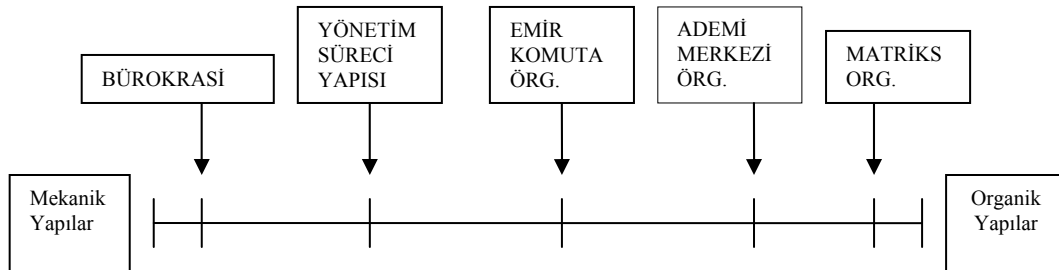 BÜROKRASİ
YÖNETİM
SÜRECİ
YAPISI
EMİR
KOMUTA
ÖRG.
ADEMİ
MERKEZİ
ÖRG.
MATRİKS
ORG.
Mekanik
Yapılar
Organik
Yapılar